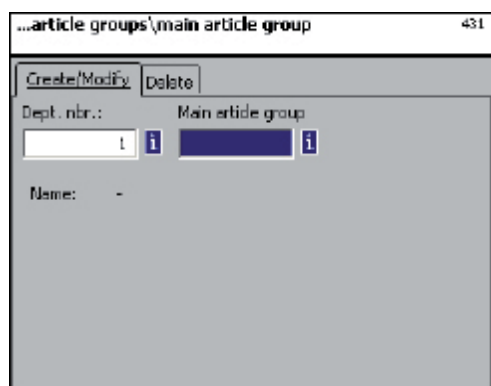 ...article groups\main article group 431
Create/Modify Delete
Dept. nbr.: Main article group
1 i i
Name: -